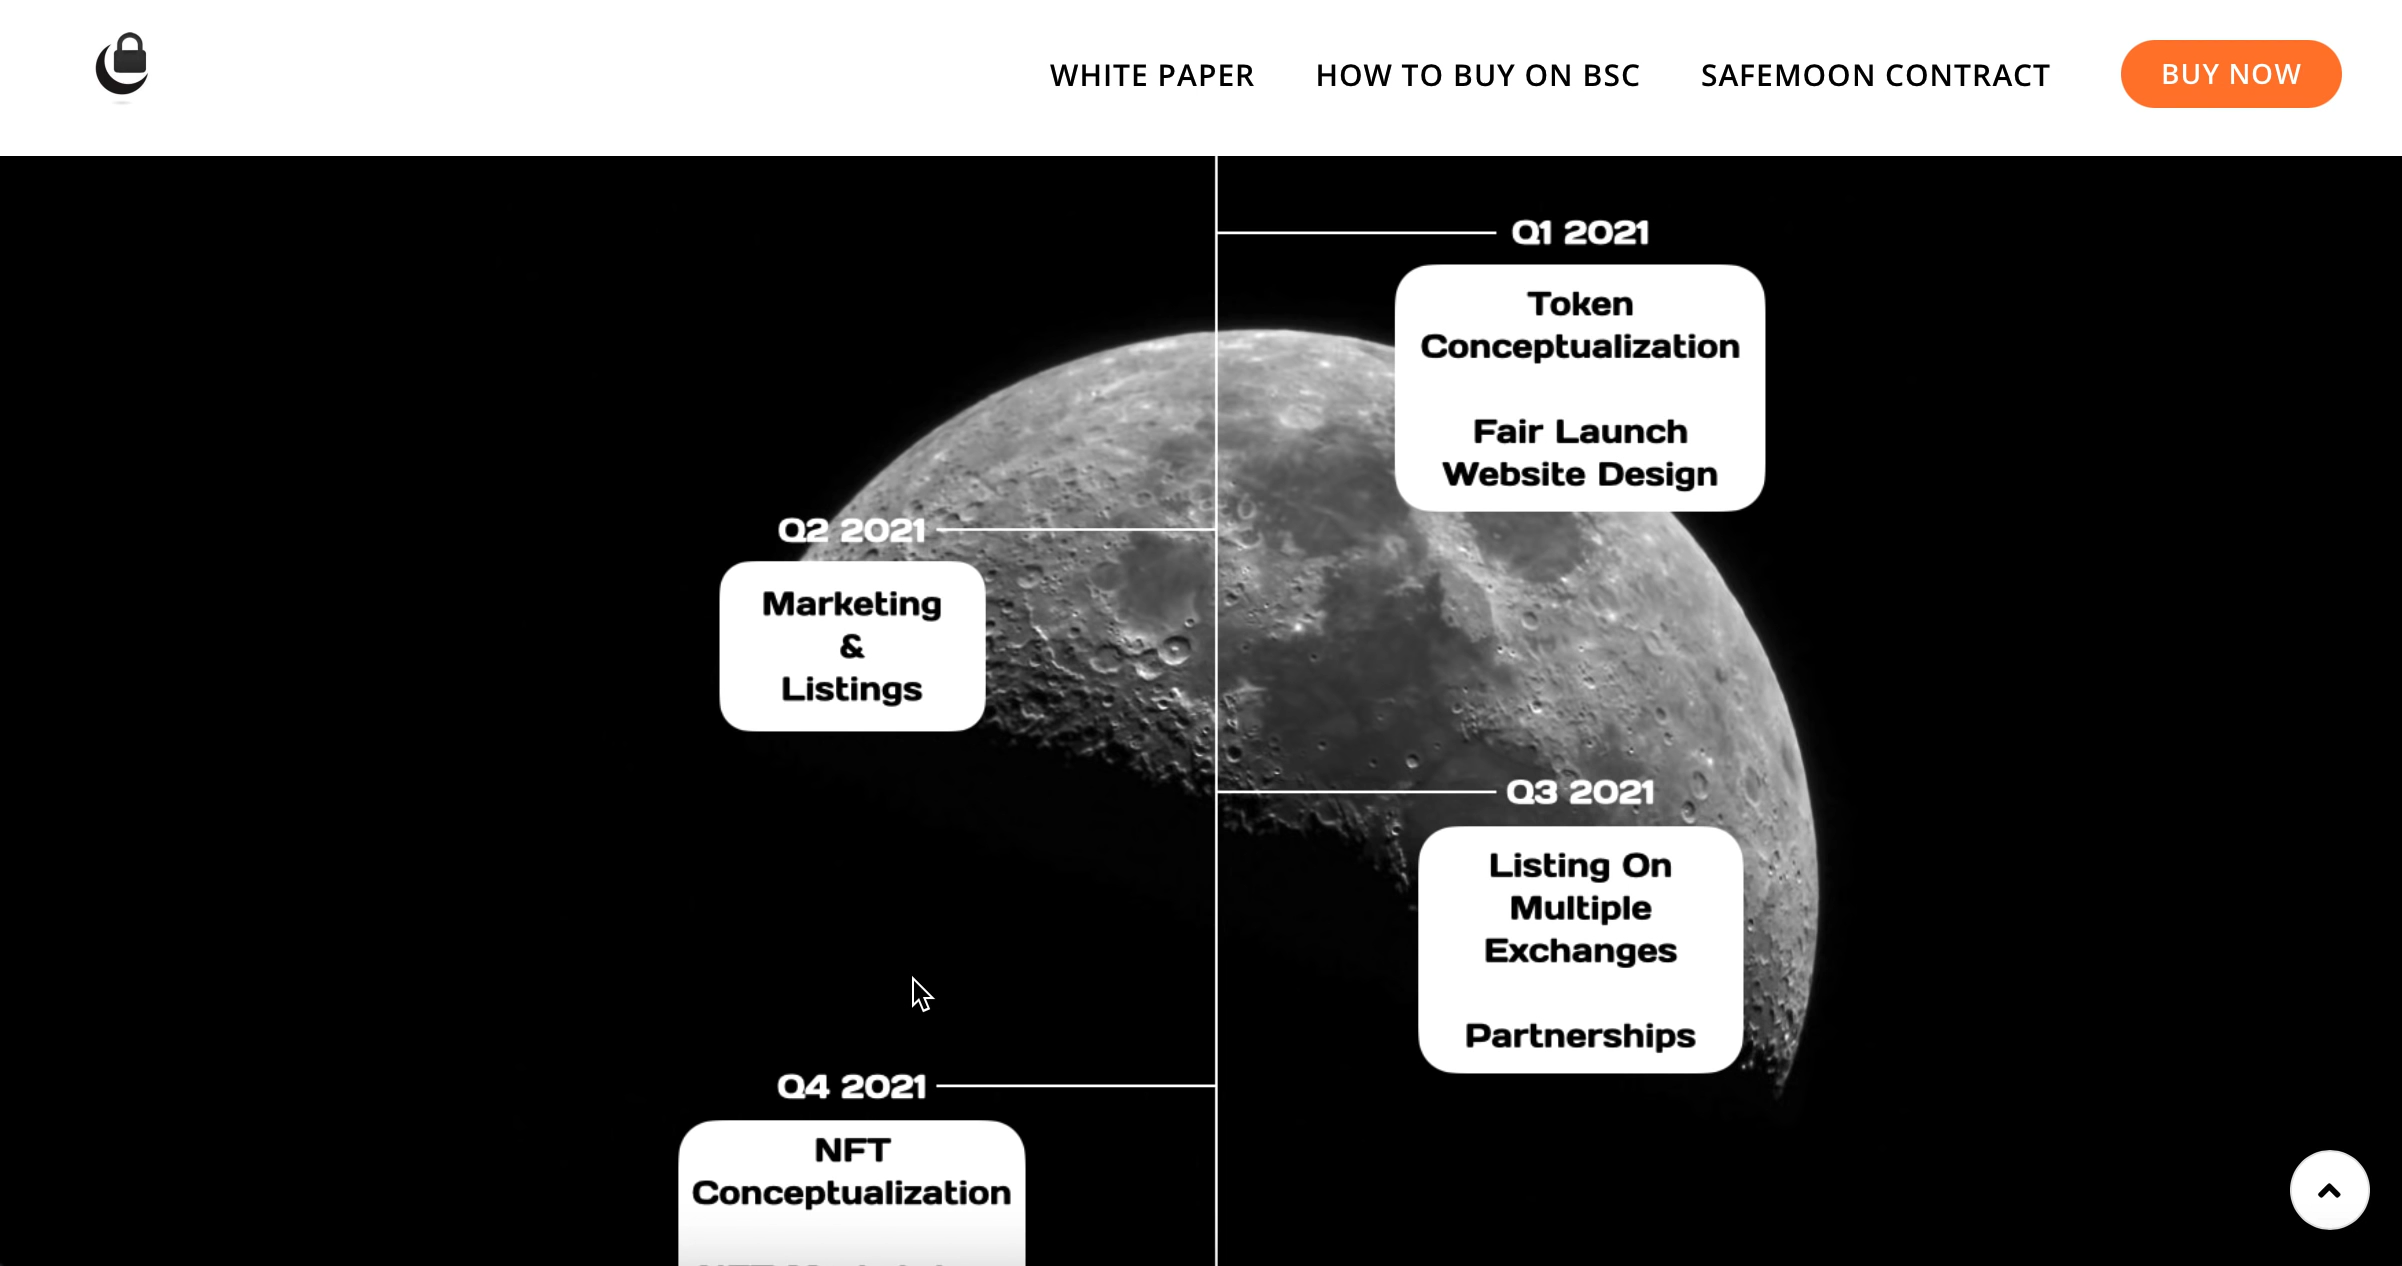 WHITE PAPER
HOW TO BUY ON BSC
SAFEMOON CONTRACT
BUY NOW
Q1 2021
Token
Conceptualization
Fair Launch
Website Design
Q2 2021
Marketing
&
Listings
Q3 2021
Listing On
Multiple
Exchanges
Partnerships
Q4 2021
NFT
Conceptualization